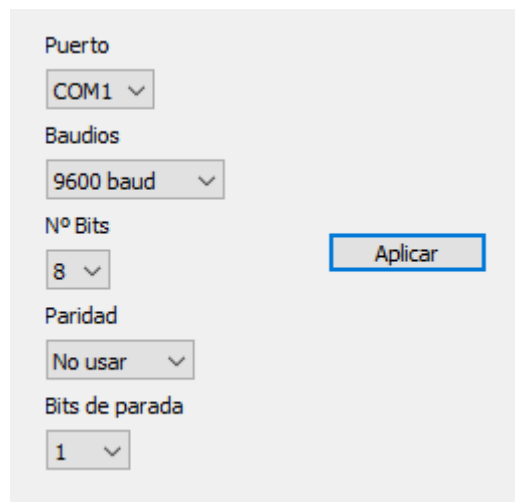 Puerto
COM1
Baudios
9600 baud
Nº Bits
8
Aplicar
Paridad
No usar
Bits de parada
1